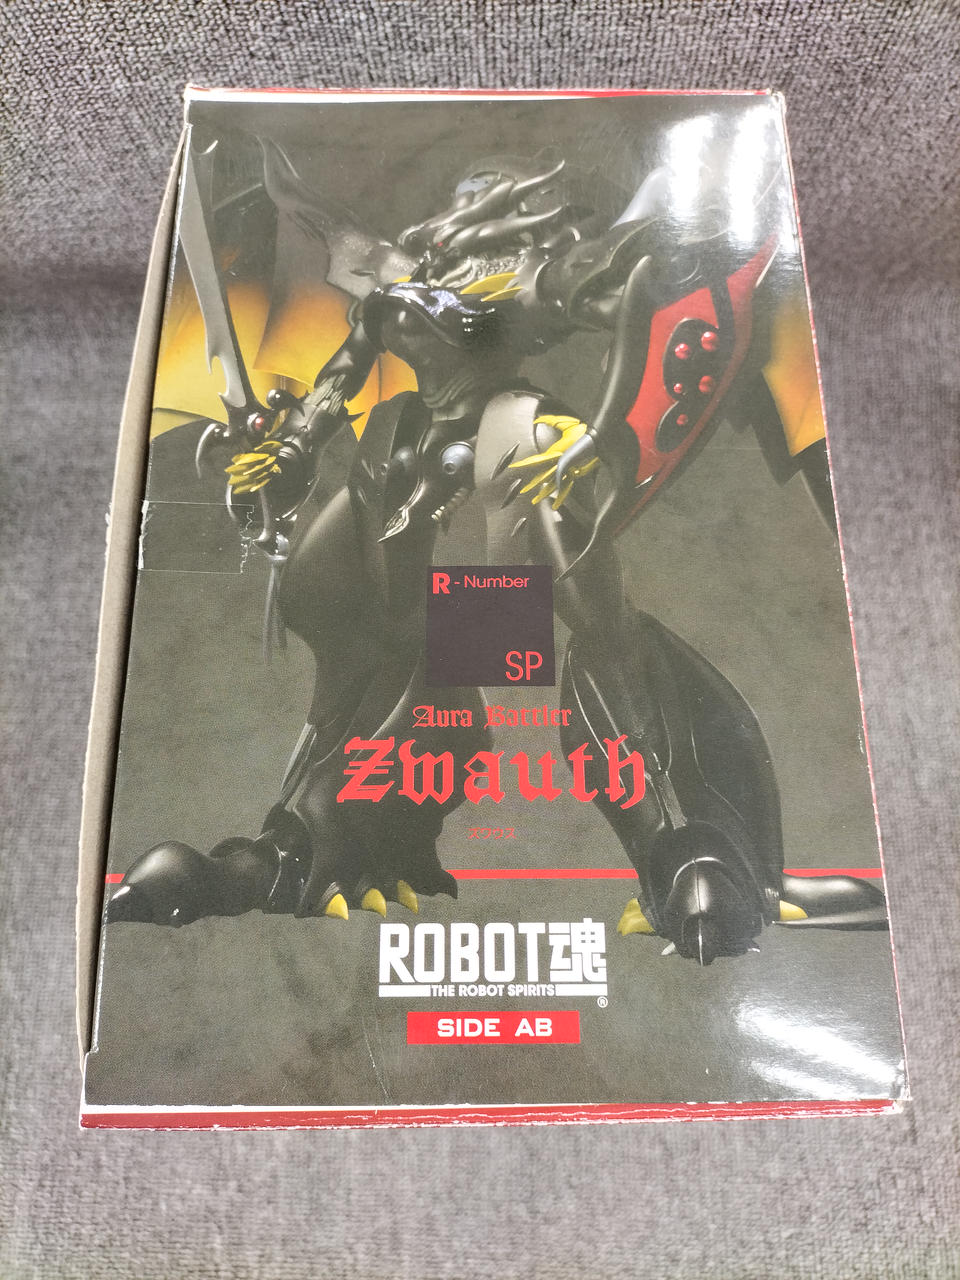 R - Number
SP
Aura Battler
Zwauth
ズワウス
ROBOT魂
THE ROBOT SPIRITS
®
SIDE AB